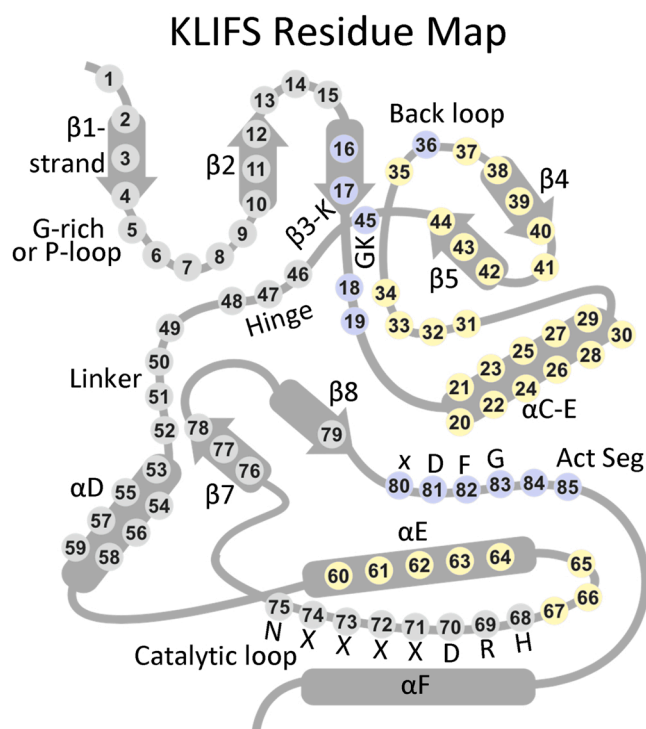 KLIFS Residue Map
1
2
3
4
5
6
7
8
9
10
11
12
13
14
15
16
17
18
19
β1-
strand
G-rich
or P-loop
β2
β3-K
GK
45
Back loop
34
35
36
37
38
39
40
41
42
43
44
β4
β5
46
47
48
Hinge
49
50
51
52
Linker
33
32
31
30
29
28
27
26
25
24
23
22
21
20
αC-E
β8
79
78
77
76
β7
αD
53
54
55
56
57
58
59
x D F G
80 81 82 83 84 85
Act Seg
αE
60 61 62 63 64
65
66
67
75 74 73 72 71 70 69 68
N X X X X D R H
Catalytic loop
αF